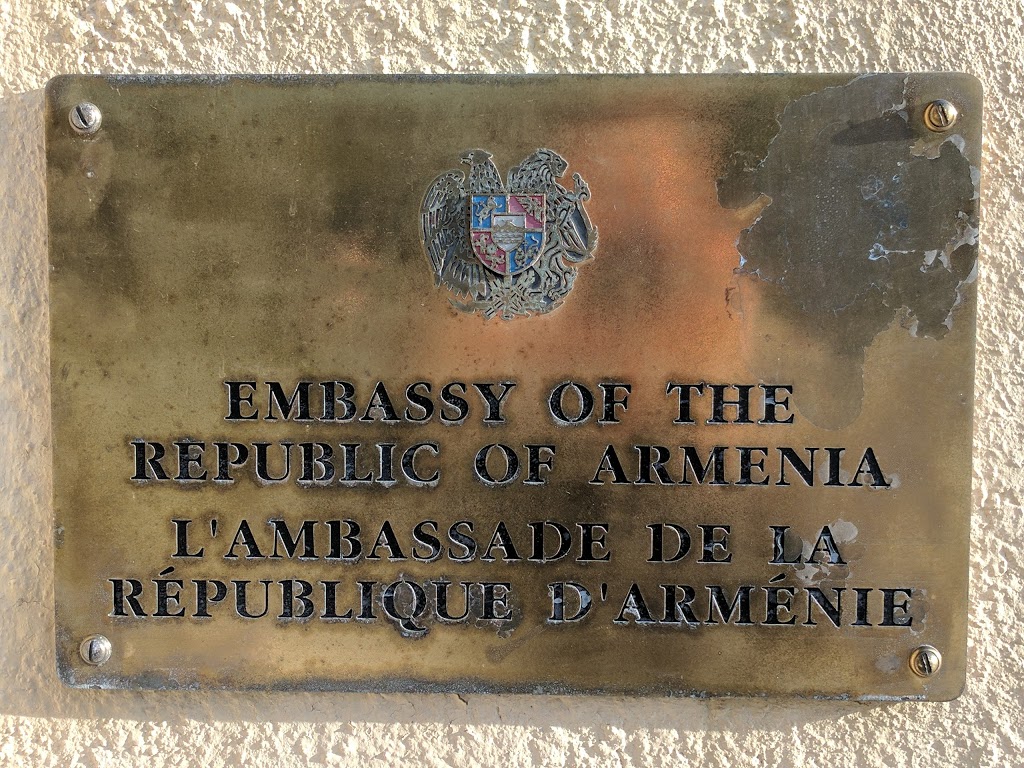 EMBASSY OF THE
REPUBLIC OF ARMENIA
L'AMBASSADE DE LA
RÉPUBLIQUE D'ARMÉNIE